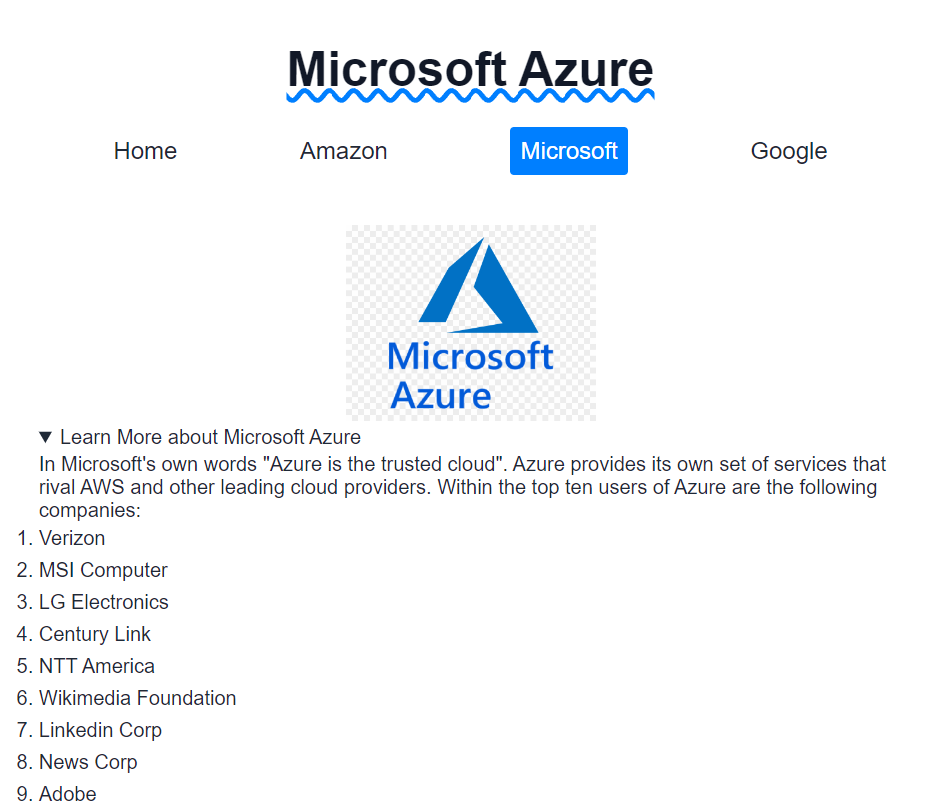 Microsoft Azure
Home Amazon Microsoft Google
Microsoft
Azure
▼ Learn More about Microsoft Azure
In Microsoft's own words "Azure is the trusted cloud". Azure provides its own set of services that
rival AWS and other leading cloud providers. Within the top ten users of Azure are the following
companies:
1. Verizon
2. MSI Computer
3. LG Electronics
4. Century Link
5. NTT America
6. Wikimedia Foundation
7. Linkedin Corp
8. News Corp
9. Adobe